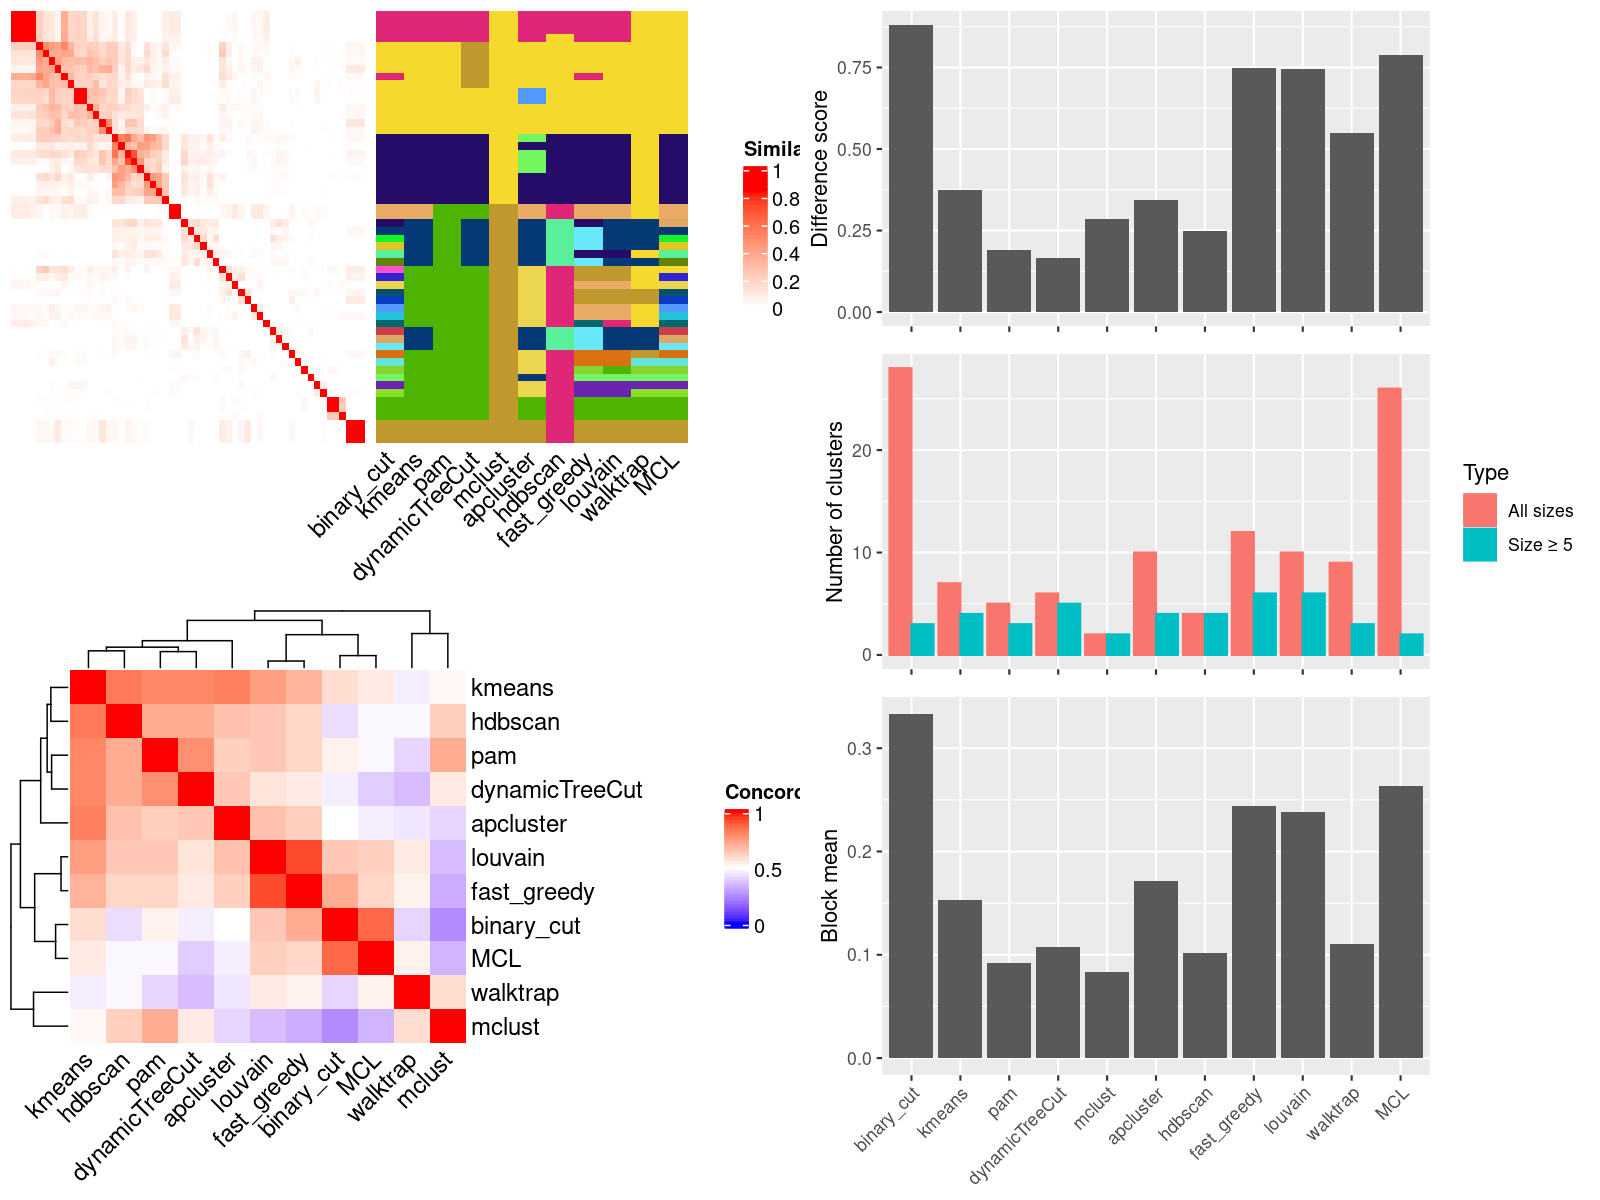 Simila
1
0.8
0.6
0.4
0.2
0
binary_cut
kmeans
pam
dynamicTreeCut
mclust
apcluster
hdbscan
fast_greedy
louvain
walktrap
MCL
kmeans
hdbscan
pam
dynamicTreeCut
apcluster
louvain
fast_greedy
binary_cut
MCL
walktrap
mclust
kmeans
hdbscan
pam
dynamicTreeCut
apcluster
louvain
fast_greedy
binary_cut
MCL
walktrap
mclust
Concord
1
0.5
0
Difference score
0.75
0.50
0.25
0.00
Number of clusters
20
10
0
Type
All sizes
Size ≥ 5
Block mean
0.3
0.2
0.1
0.0
binary_cut
kmeans
pam
dynamicTreeCut
mclust
apcluster
hdbscan
fast_greedy
louvain
walktrap
MCL